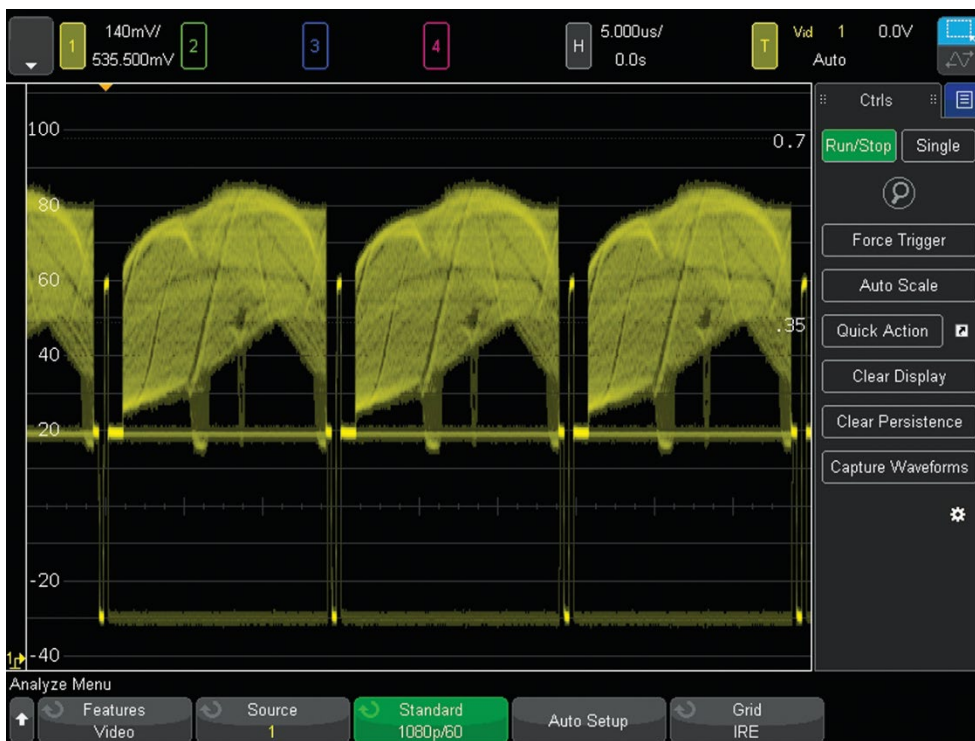 140mV/ 5.000us/ Vid 1 0.0V
1 2 3 4 H T
535.500mV 0.0s Auto
Ctrls
100
0.7
Run/Stop Single
80
Force Trigger
60
Auto Scale
.35
Quick Action
40
Clear Display
20
Clear Persistence
Capture Waveforms
-20
1
-40
Analyze Menu
Features Source Standard Auto Setup Grid
Video 1 1080p/60 IRE